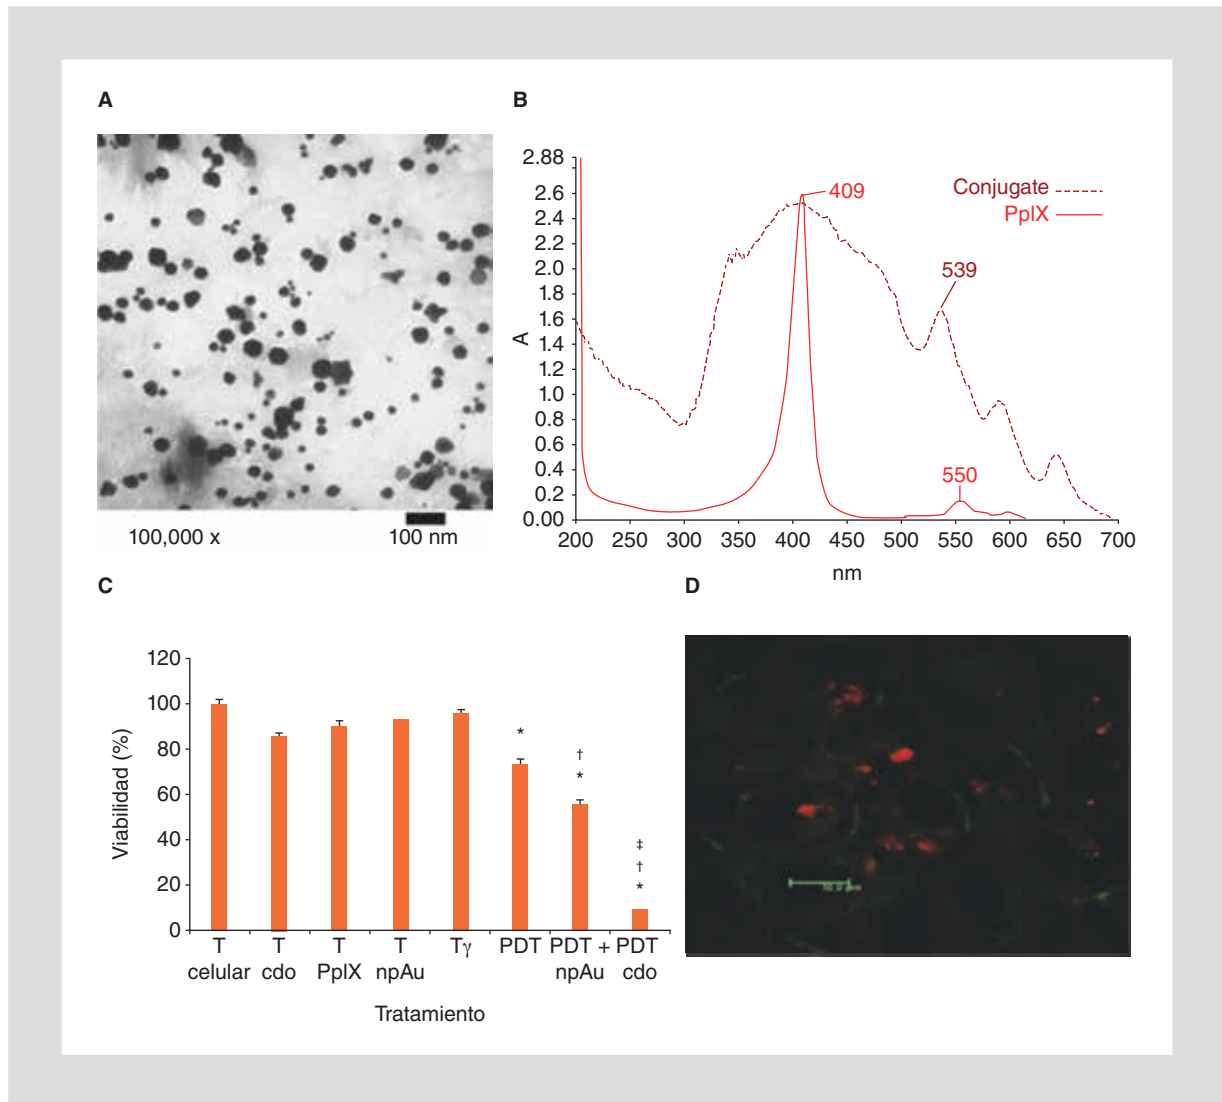 A
100,000 x
100 nm
B
2.88
2.6
2.4
2.2
2.0
1.8
1.6
1.4
1.2
1.0
0.8
0.6
0.4
0.2
0.00
A
409
539
550
Conjugate
PpIX
200 250 300 350 400 450 500 550 600 650 700
nm
C
120
100
80
60
40
20
0
Viabilidad (%)
*
†
*
‡
†
*
T celular
T cdo
T PpIX
T npAu
Tγ
PDT
PDT + npAu
PDT cdo
Tratamiento
D